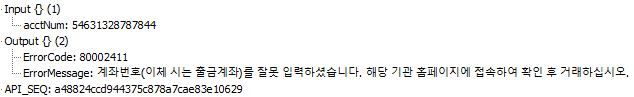 Input {} (1)
acctNum: 54631328787844
Output {} (2)
ErrorCode: 80002411
ErrorMessage: 계좌번호(이체 시는 출금계좌)를 잘못 입력하셨습니다. 해당 기관 홈페이지에 접속하여 확인 후 거래하십시오.
API_SEQ: a48824ccd944375c878a7cae83e10629